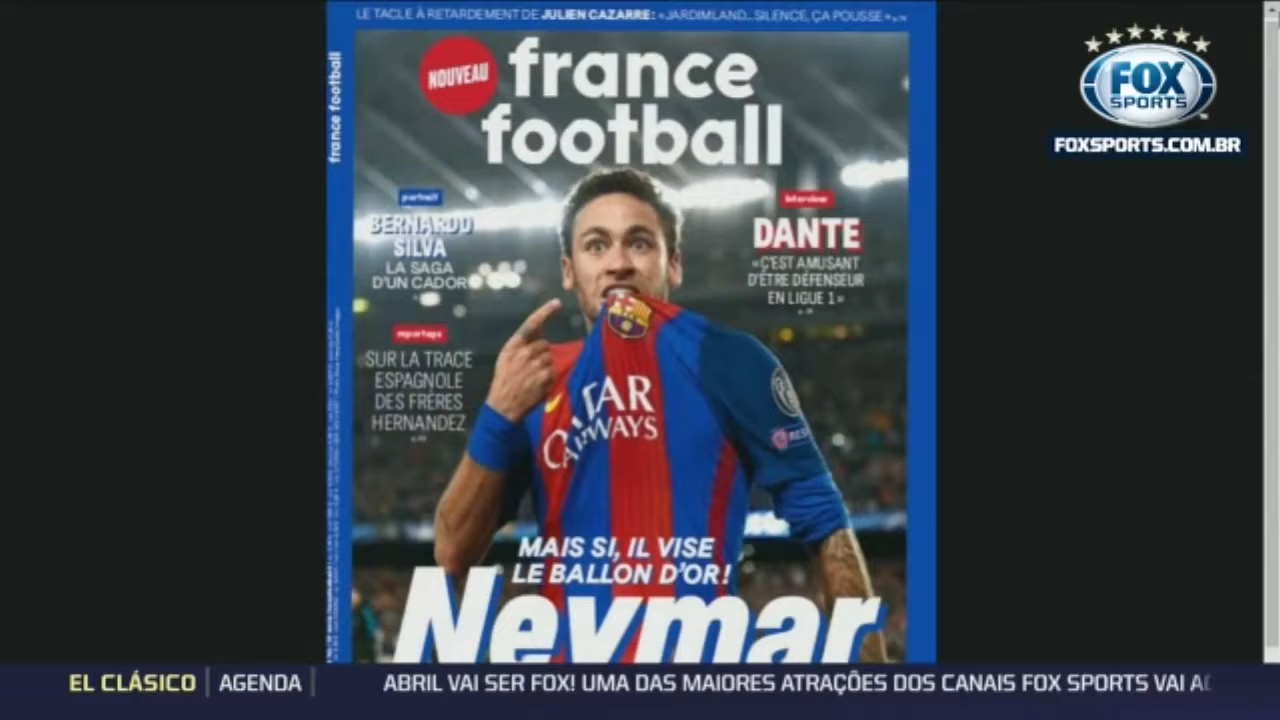 LE TACLE À RETARDEMENT DE JULIEN CAZARRE: «JARDIMLAND... SILENCE, ÇA POUSSE»
NOUVEAU
france
football
france football
FOX
SPORTS
FOXSPORTS.COM.BR
portrait
BERNARDO
SILVA
LA SAGA
D'UN CADOR
interview
DANTE
«C'EST AMUSANT
D'ÊTRE DÉFENSEUR
EN LIGUE 1»
reportage
SUR LA TRACE
ESPAGNOLE
DES FRÈRES
HERNANDEZ
QATAR
AIRWAYS
MAIS SI, IL VISE
LE BALLON D'OR!
Neymar
EL CLÁSICO
AGENDA
ABRIL VAI SER FOX! UMA DAS MAIORES ATRAÇÕES DOS CANAIS FOX SPORTS VAI